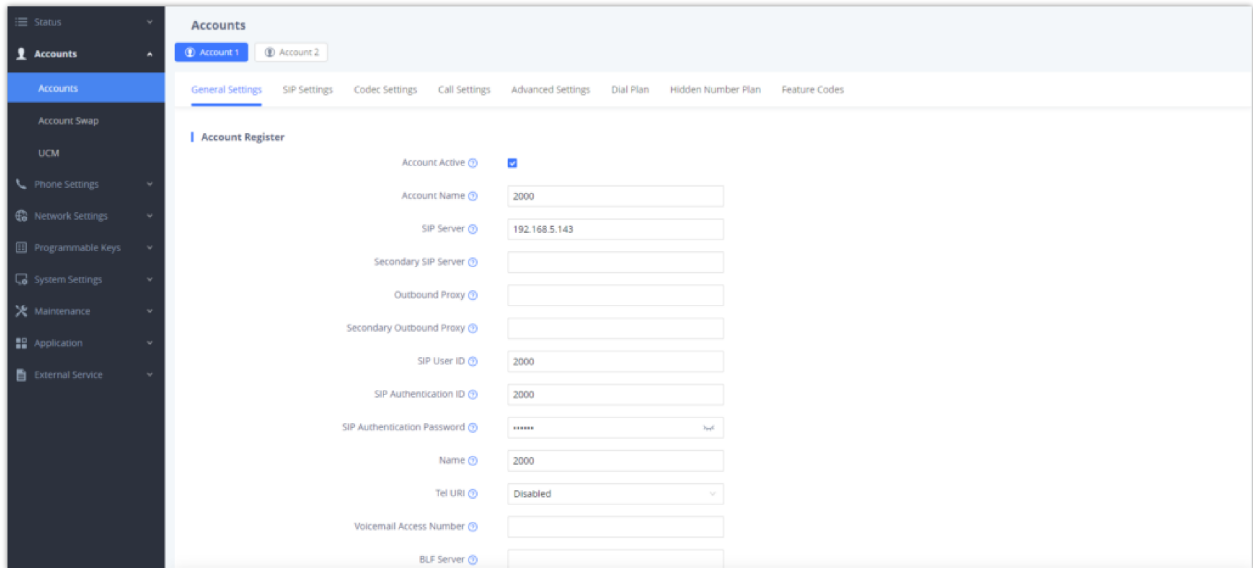 Status
Accounts
Accounts
Account Swap
UCM
Phone Settings
Network Settings
Programmable Keys
System Settings
Maintenance
Application
External Service
Accounts
Account 1 Account 2
General Settings SIP Settings Codec Settings Call Settings Advanced Settings Dial Plan Hidden Number Plan Feature Codes
Account Register
Account Active
Account Name 2000
SIP Server 192.168.5.143
Secondary SIP Server
Outbound Proxy
Secondary Outbound Proxy
SIP User ID 2000
SIP Authentication ID 2000
SIP Authentication Password ••••••
Name 2000
Tel URI Disabled
Voicemail Access Number
BLF Server